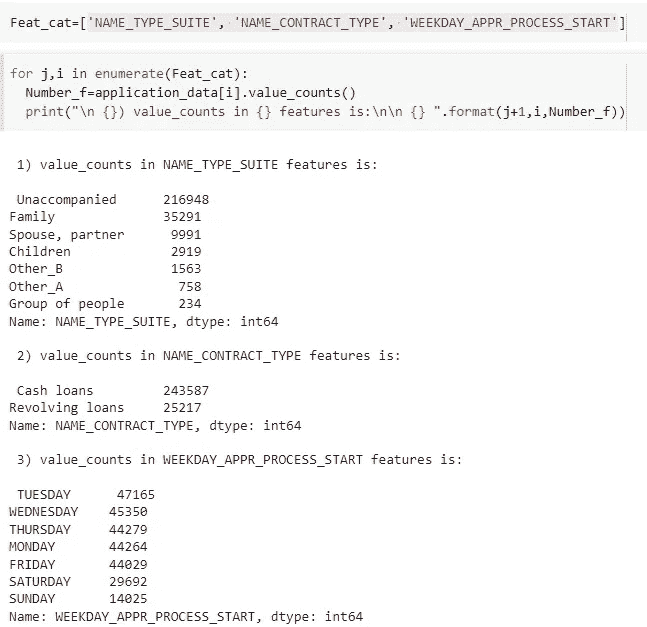 Feat_cat=['NAME_TYPE_SUITE', 'NAME_CONTRACT_TYPE', 'WEEKDAY_APPR_PROCESS_START']
for j,i in enumerate(Feat_cat):
  Number_f=application_data[i].value_counts()
  print("\n {}) value_counts in {} features is:\n\n {} ".format(j+1,i,Number_f))
 1) value_counts in NAME_TYPE_SUITE features is:
 Unaccompanied      216948
Family              35291
Spouse, partner      9991
Children             2919
Other_B              1563
Other_A               758
Group of people       234
Name: NAME_TYPE_SUITE, dtype: int64
 2) value_counts in NAME_CONTRACT_TYPE features is:
 Cash loans         243587
Revolving loans     25217
Name: NAME_CONTRACT_TYPE, dtype: int64
 3) value_counts in WEEKDAY_APPR_PROCESS_START features is:
 TUESDAY      47165
WEDNESDAY    45350
THURSDAY     44279
MONDAY       44264
FRIDAY       44029
SATURDAY     29692
SUNDAY       14025
Name: WEEKDAY_APPR_PROCESS_START, dtype: int64